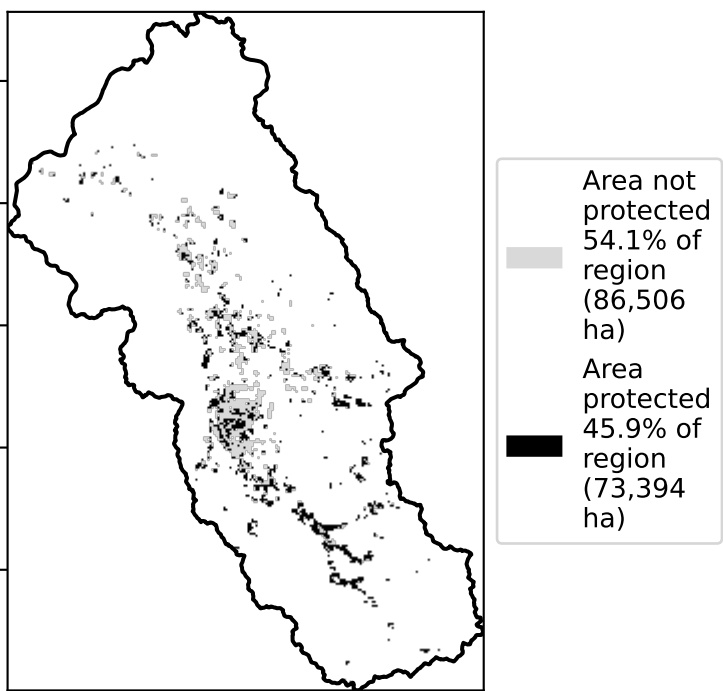 Area not
protected
54.1% of
region
(86,506
ha)
Area
protected
45.9% of
region
(73,394
ha)